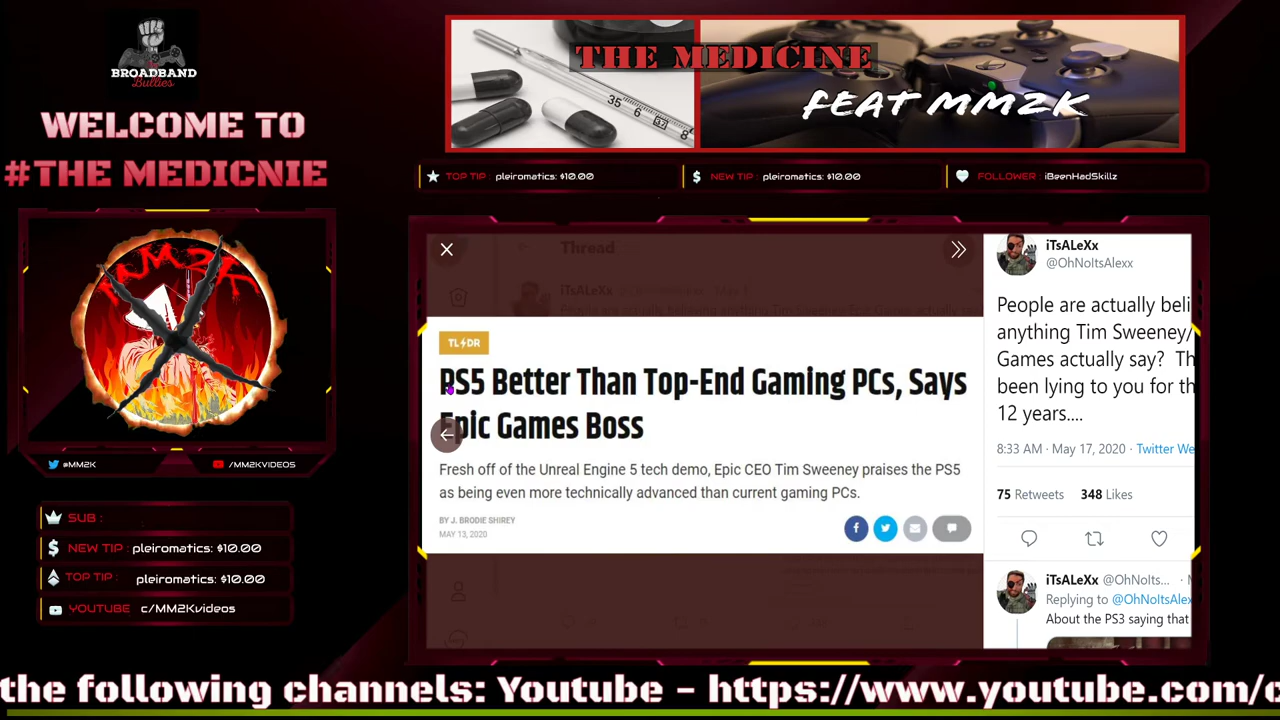 BROADBAND
Bullies
WELCOME TO
#THE MEDICNIE
MM2K
@MM2K
/MM2KVIDEOS
SUB :
NEW TIP : pleiromatics: $10.00
TOP TIP : pleiromatics: $10.00
YOUTUBE c/MM2Kvideos
THE MEDICINE
FEAT MM2K
35 6 37 8
TOP TIP : pleiromatics: $10.00
NEW TIP : pleiromatics: $10.00
FOLLOWER : iBeenHadSkillz
Thread
TL DR
PS5 Better Than Top-End Gaming PCs, Says
Epic Games Boss
Fresh off of the Unreal Engine 5 tech demo, Epic CEO Tim Sweeney praises the PS5
as being even more technically advanced than current gaming PCs.
BY J. BRODIE SHIREY
MAY 13, 2020
iTsALeXx
@OhNoItsAlexx
People are actually beli
anything Tim Sweeney/
Games actually say? Th
been lying to you for th
12 years....
8:33 AM · May 17, 2020 · Twitter We
75 Retweets 348 Likes
iTsALeXx @OhNoIts... ·
Replying to @OhNoItsAlex
About the PS3 saying that
the following channels: Youtube - https://www.youtube.com/c